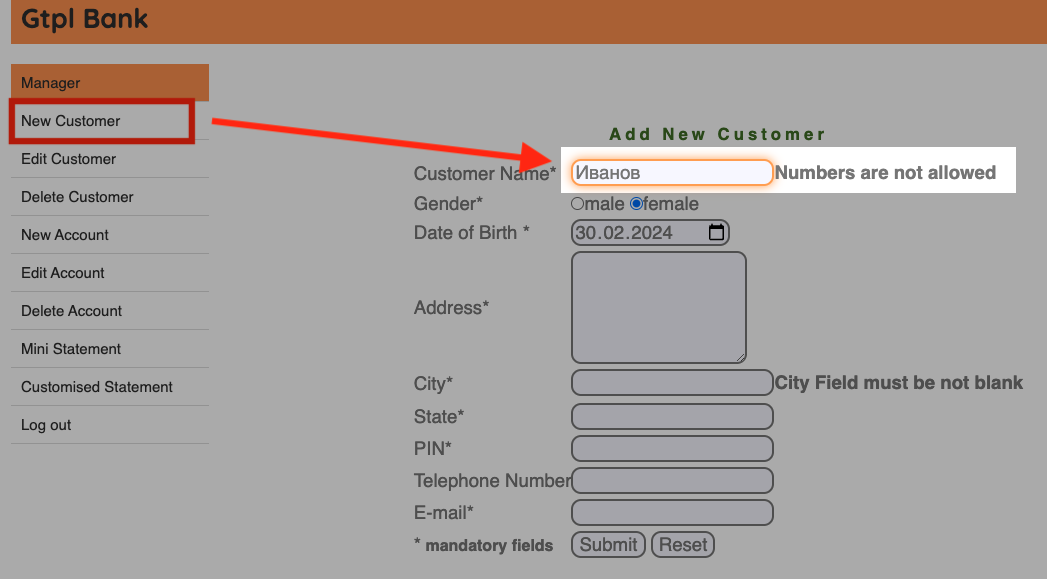 Gtpl Bank
Manager
New Customer
Edit Customer
Delete Customer
New Account
Edit Account
Delete Account
Mini Statement
Customised Statement
Log out
Add New Customer
Customer Name* Иванов Numbers are not allowed
Gender* male female
Date of Birth * 30.02.2024
Address*
City* City Field must be not blank
State*
PIN*
Telephone Number
E-mail*
* mandatory fields Submit Reset